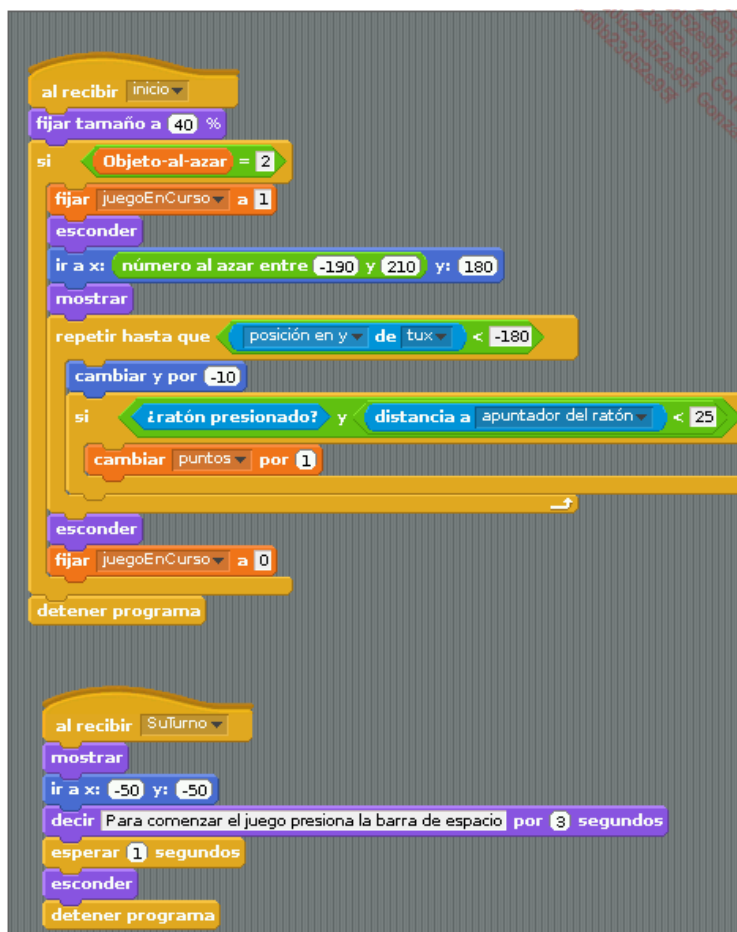 al recibir inicio
fijar tamaño a 40 %
si Objeto-al-azar = 2
fijar juegoEnCurso a 1
esconder
ir a x: número al azar entre -190 y 210 y: 180
mostrar
repetir hasta que posición en y de tux < -180
cambiar y por -10
si ¿ratón presionado? y distancia a apuntador del ratón < 25
cambiar puntos por 1
esconder
fijar juegoEnCurso a 0
detener programa
al recibir SuTurno
mostrar
ir a x: -50 y: -50
decir Para comenzar el juego presiona la barra de espacio por 3 segundos
esperar 1 segundos
esconder
detener programa